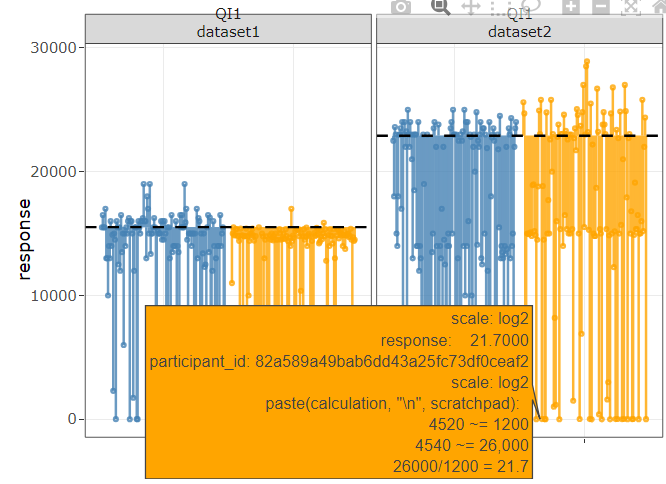 QI1
dataset1
QI1
dataset2
response
30000
20000
10000
0
scale: log2
response: 21.7000
participant_id: 82a589a49bab6dd43a25fc73df0ceaf2
scale: log2
paste(calculation, "\n", scratchpad):
4520 ~= 1200
4540 ~= 26,000
26000/1200 = 21.7